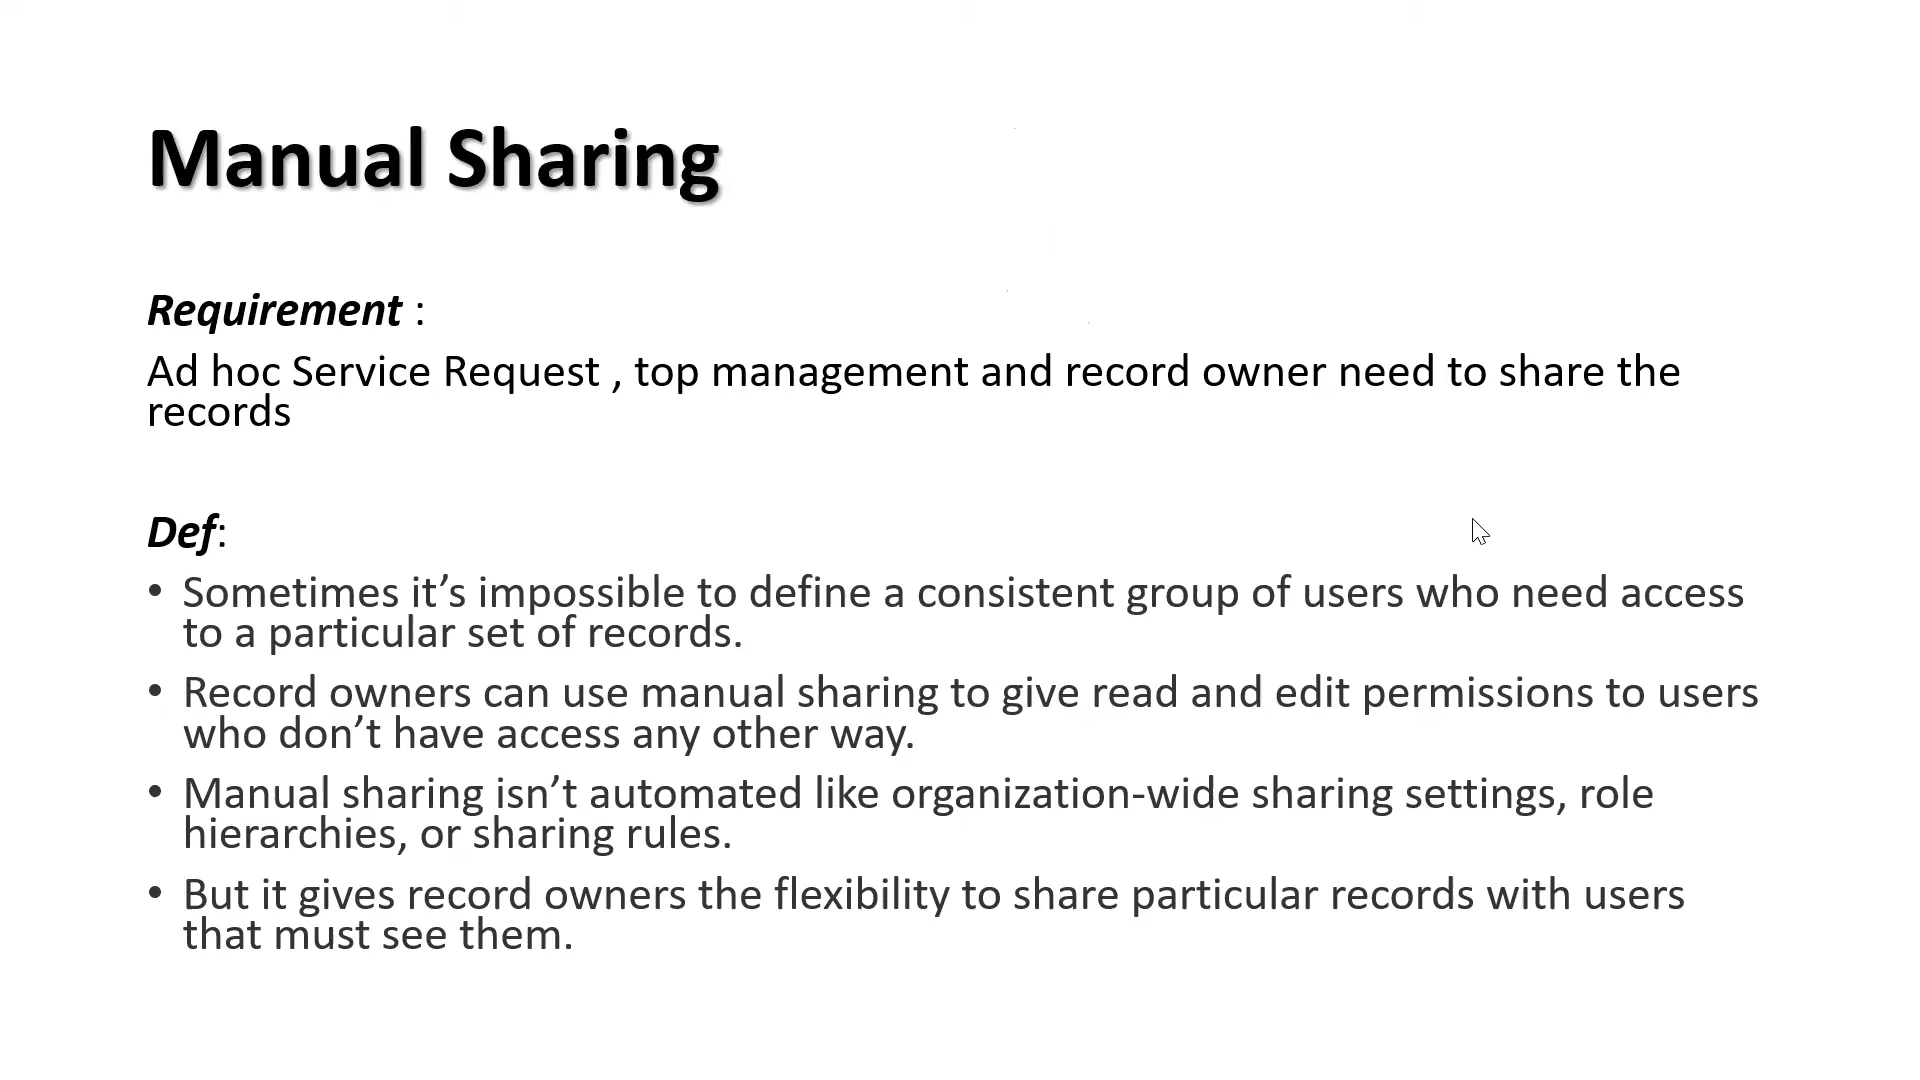 Manual Sharing
Requirement :
Ad hoc Service Request , top management and record owner need to share the
records
Def:
• Sometimes it’s impossible to define a consistent group of users who need access
to a particular set of records.
• Record owners can use manual sharing to give read and edit permissions to users
who don’t have access any other way.
• Manual sharing isn’t automated like organization-wide sharing settings, role
hierarchies, or sharing rules.
• But it gives record owners the flexibility to share particular records with users
that must see them.